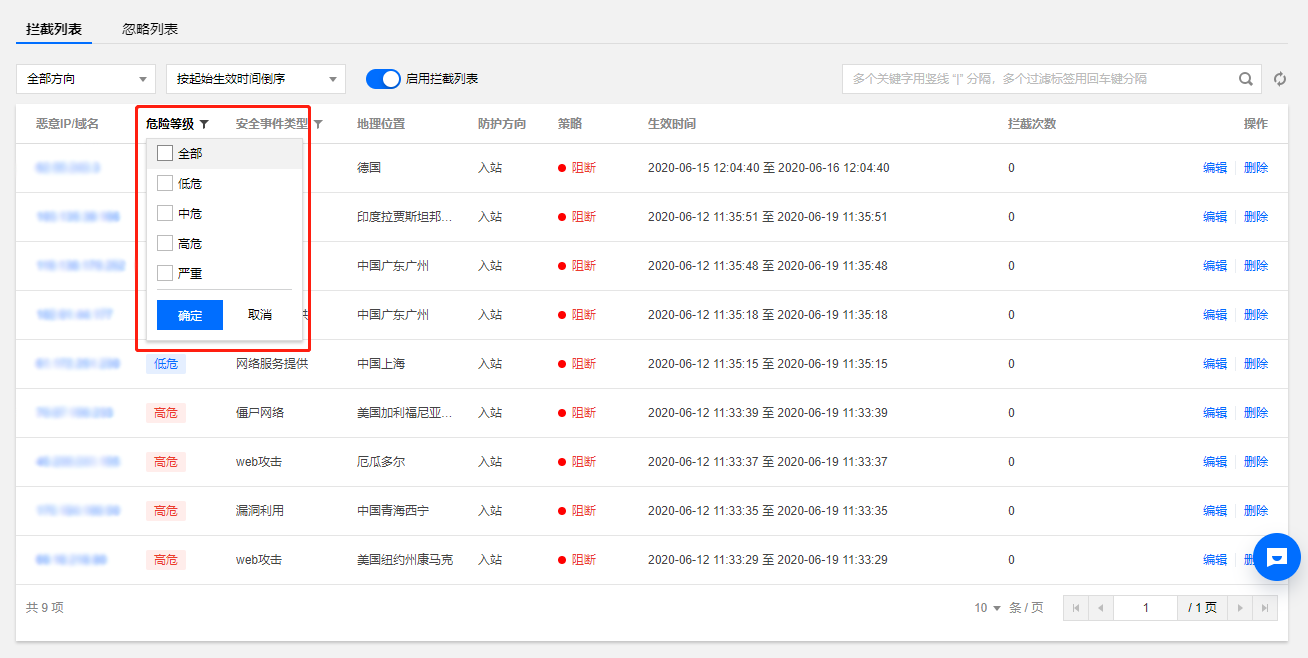 拦截列表 忽略列表
全部方向 按起始生效时间倒序 启用拦截列表 多个关键字用竖线 "|" 分隔，多个过滤标签用回车键分隔
恶意IP/域名 危险等级 安全事件类型 地理位置 防护方向 策略 生效时间 拦截次数 操作
全部
德国 入站 阻断 2020-06-15 12:04:40 至 2020-06-16 12:04:40 0 编辑 删除
低危
中危
印度拉贾斯坦邦... 入站 阻断 2020-06-12 11:35:51 至 2020-06-19 11:35:51 0 编辑 删除
高危
严重
中国广东广州 入站 阻断 2020-06-12 11:35:48 至 2020-06-19 11:35:48 0 编辑 删除
确定 取消
中国广东广州 入站 阻断 2020-06-12 11:35:18 至 2020-06-19 11:35:18 0 编辑 删除
低危 网络服务提供 中国上海 入站 阻断 2020-06-12 11:35:15 至 2020-06-19 11:35:15 0 编辑 删除
高危 僵尸网络 美国加利福尼亚... 入站 阻断 2020-06-12 11:33:39 至 2020-06-19 11:33:39 0 编辑 删除
高危 web攻击 厄瓜多尔 入站 阻断 2020-06-12 11:33:37 至 2020-06-19 11:33:37 0 编辑 删除
高危 漏洞利用 中国青海西宁 入站 阻断 2020-06-12 11:33:35 至 2020-06-19 11:33:35 0 编辑 删除
高危 web攻击 美国纽约州康马克 入站 阻断 2020-06-12 11:33:29 至 2020-06-19 11:33:29 0 编辑
共 9 项 10 条 / 页 1 / 1 页